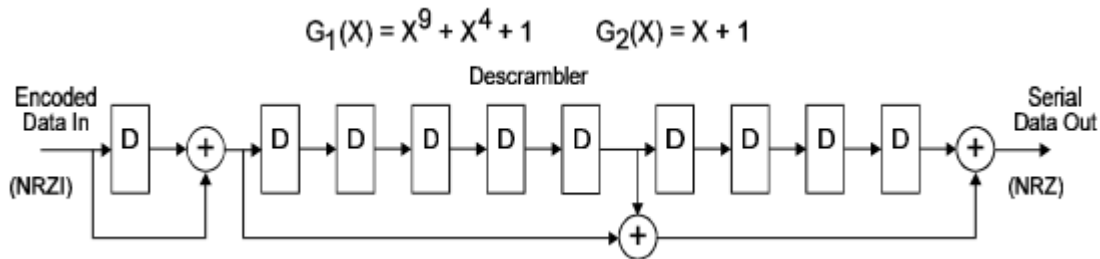 G₁(X) = X⁹ + X⁴ + 1 G₂(X) = X + 1
Descrambler
Encoded
Data In
Serial
Data Out
D + D D D D D D D D D +
(NRZI)
(NRZ)
+